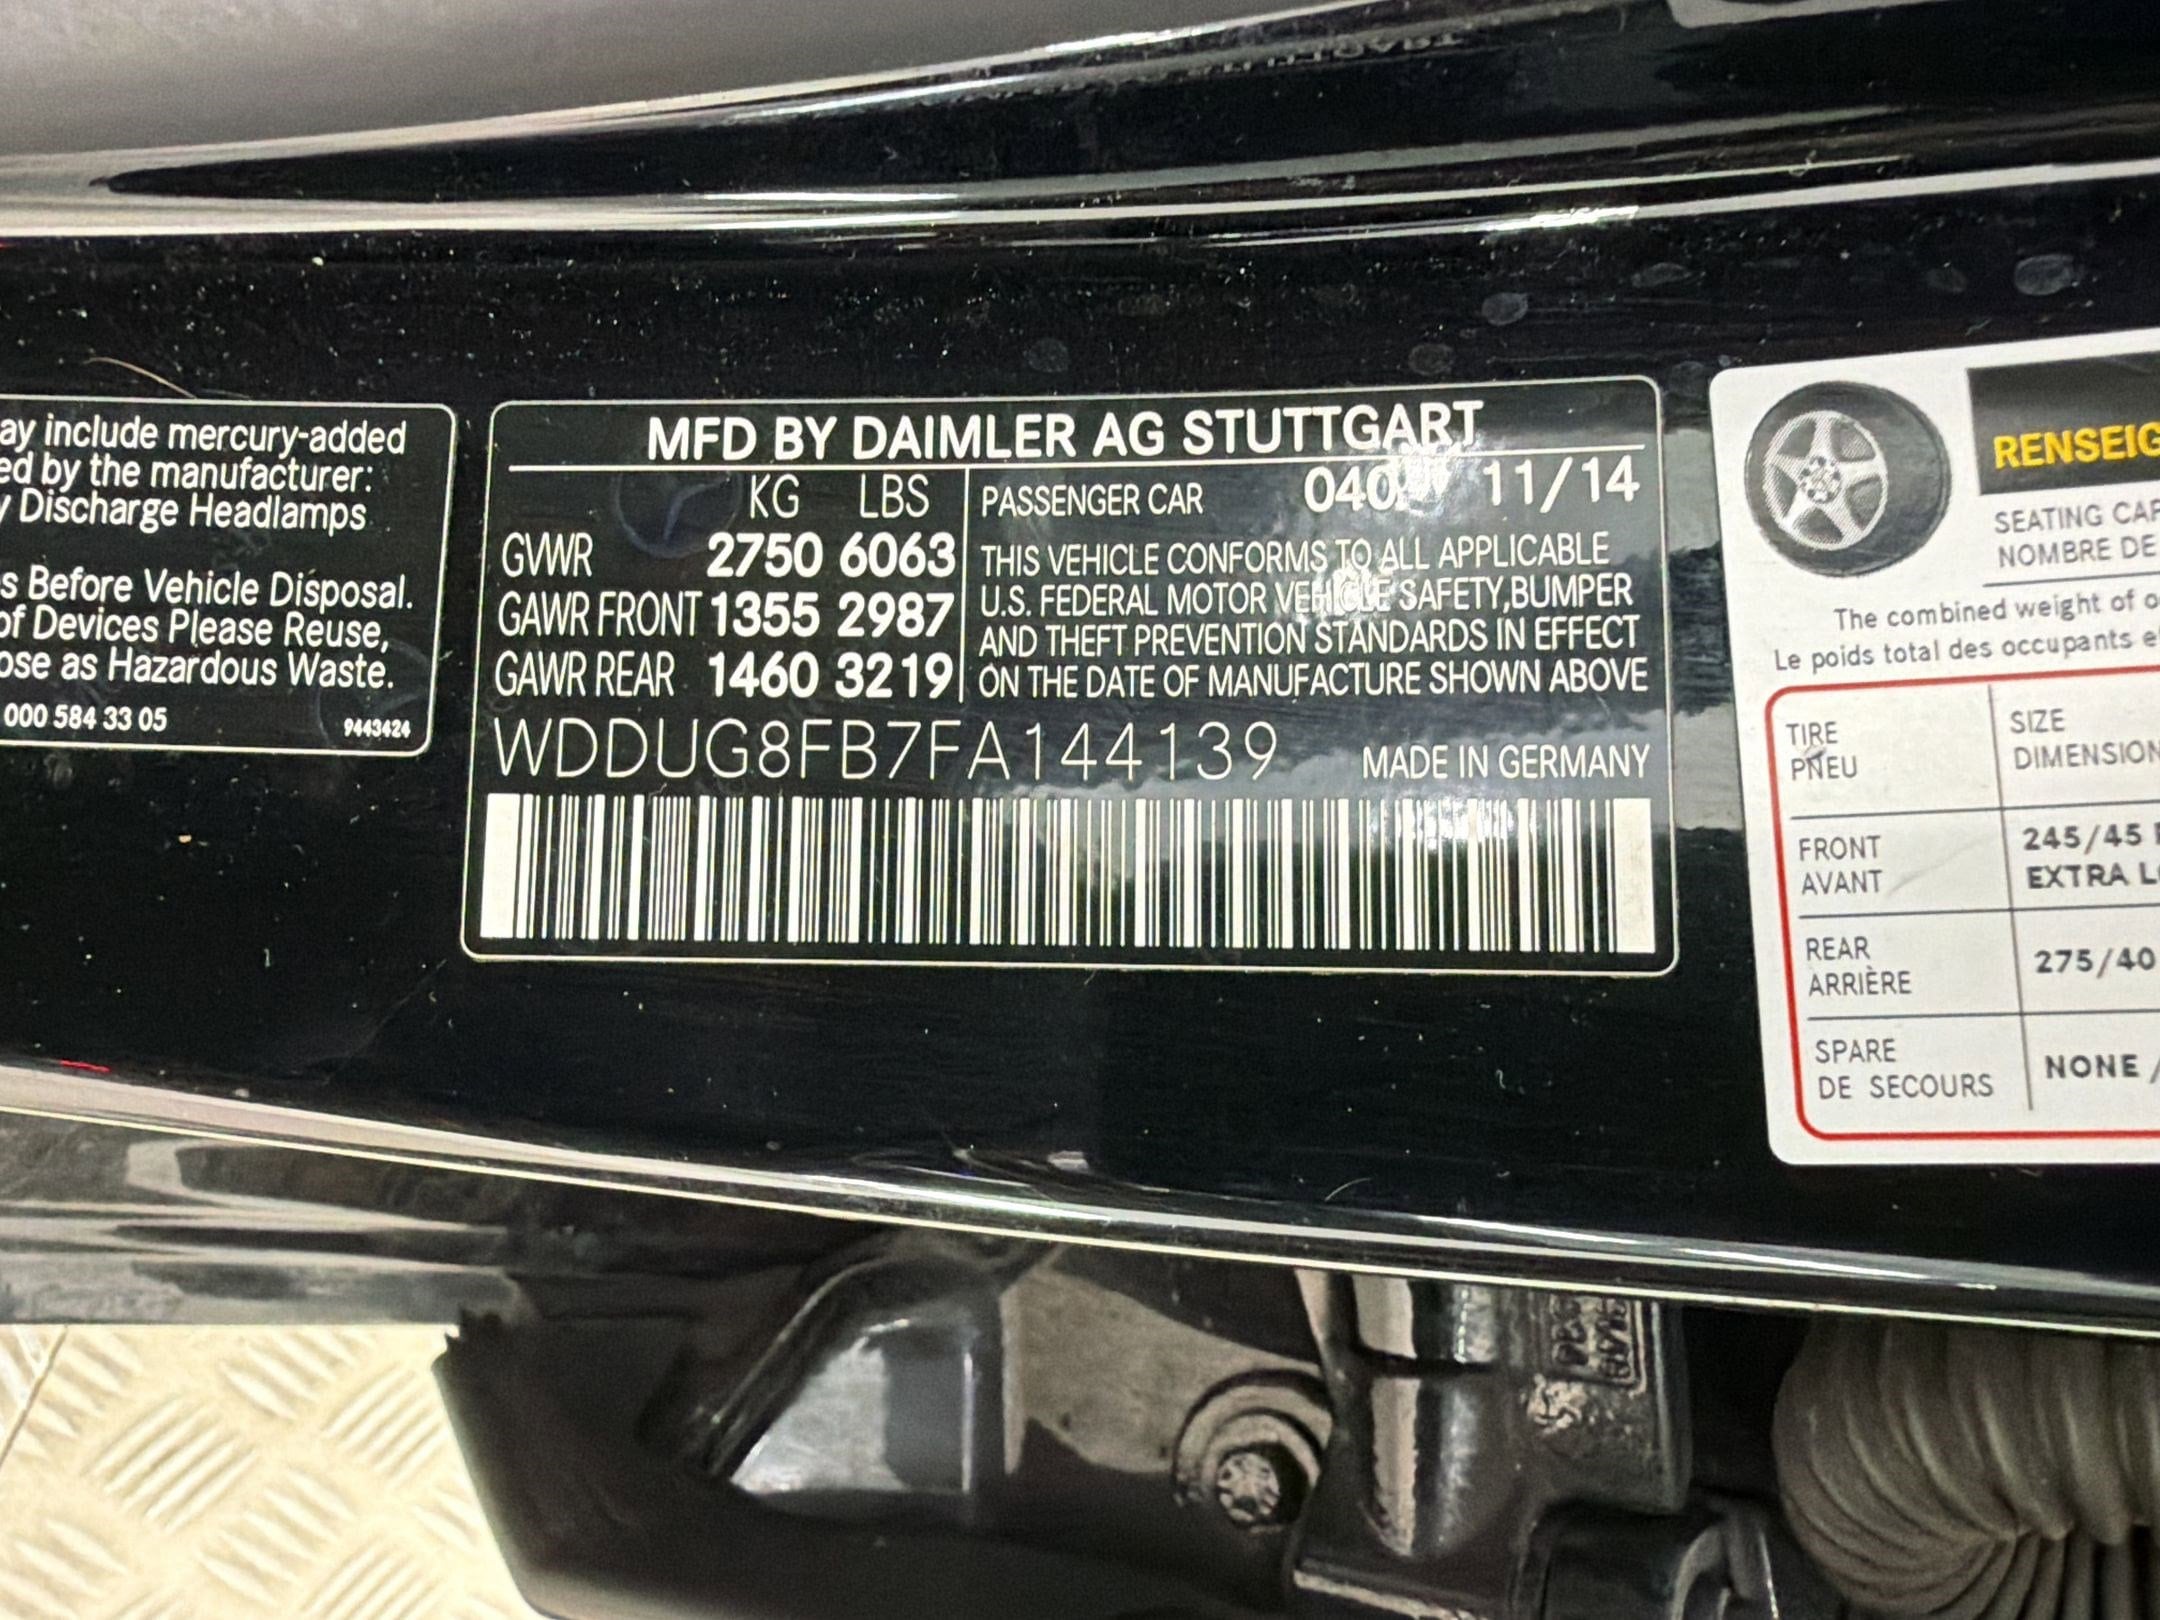 ay include mercury-added
ed by the manufacturer:
y Discharge Headlamps
s Before Vehicle Disposal.
of Devices Please Reuse,
ose as Hazardous Waste.
000 584 33 05
9443424
MFD BY DAIMLER AG STUTTGART
KG LBS
GVWR 2750 6063
GAWR FRONT 1355 2987
GAWR REAR 1460 3219
PASSENGER CAR 040 11/14
THIS VEHICLE CONFORMS TO ALL APPLICABLE
U.S. FEDERAL MOTOR VEHICLE SAFETY,BUMPER
AND THEFT PREVENTION STANDARDS IN EFFECT
ON THE DATE OF MANUFACTURE SHOWN ABOVE
WDDUG8FB7FA144139
MADE IN GERMANY
RENSEIG
SEATING CAP
NOMBRE DE
The combined weight of o
Le poids total des occupants e
TIRE
PNEU
SIZE
DIMENSION
FRONT
AVANT
245/45
EXTRA L
REAR
ARRIÈRE
275/40
SPARE
DE SECOURS
NONE /